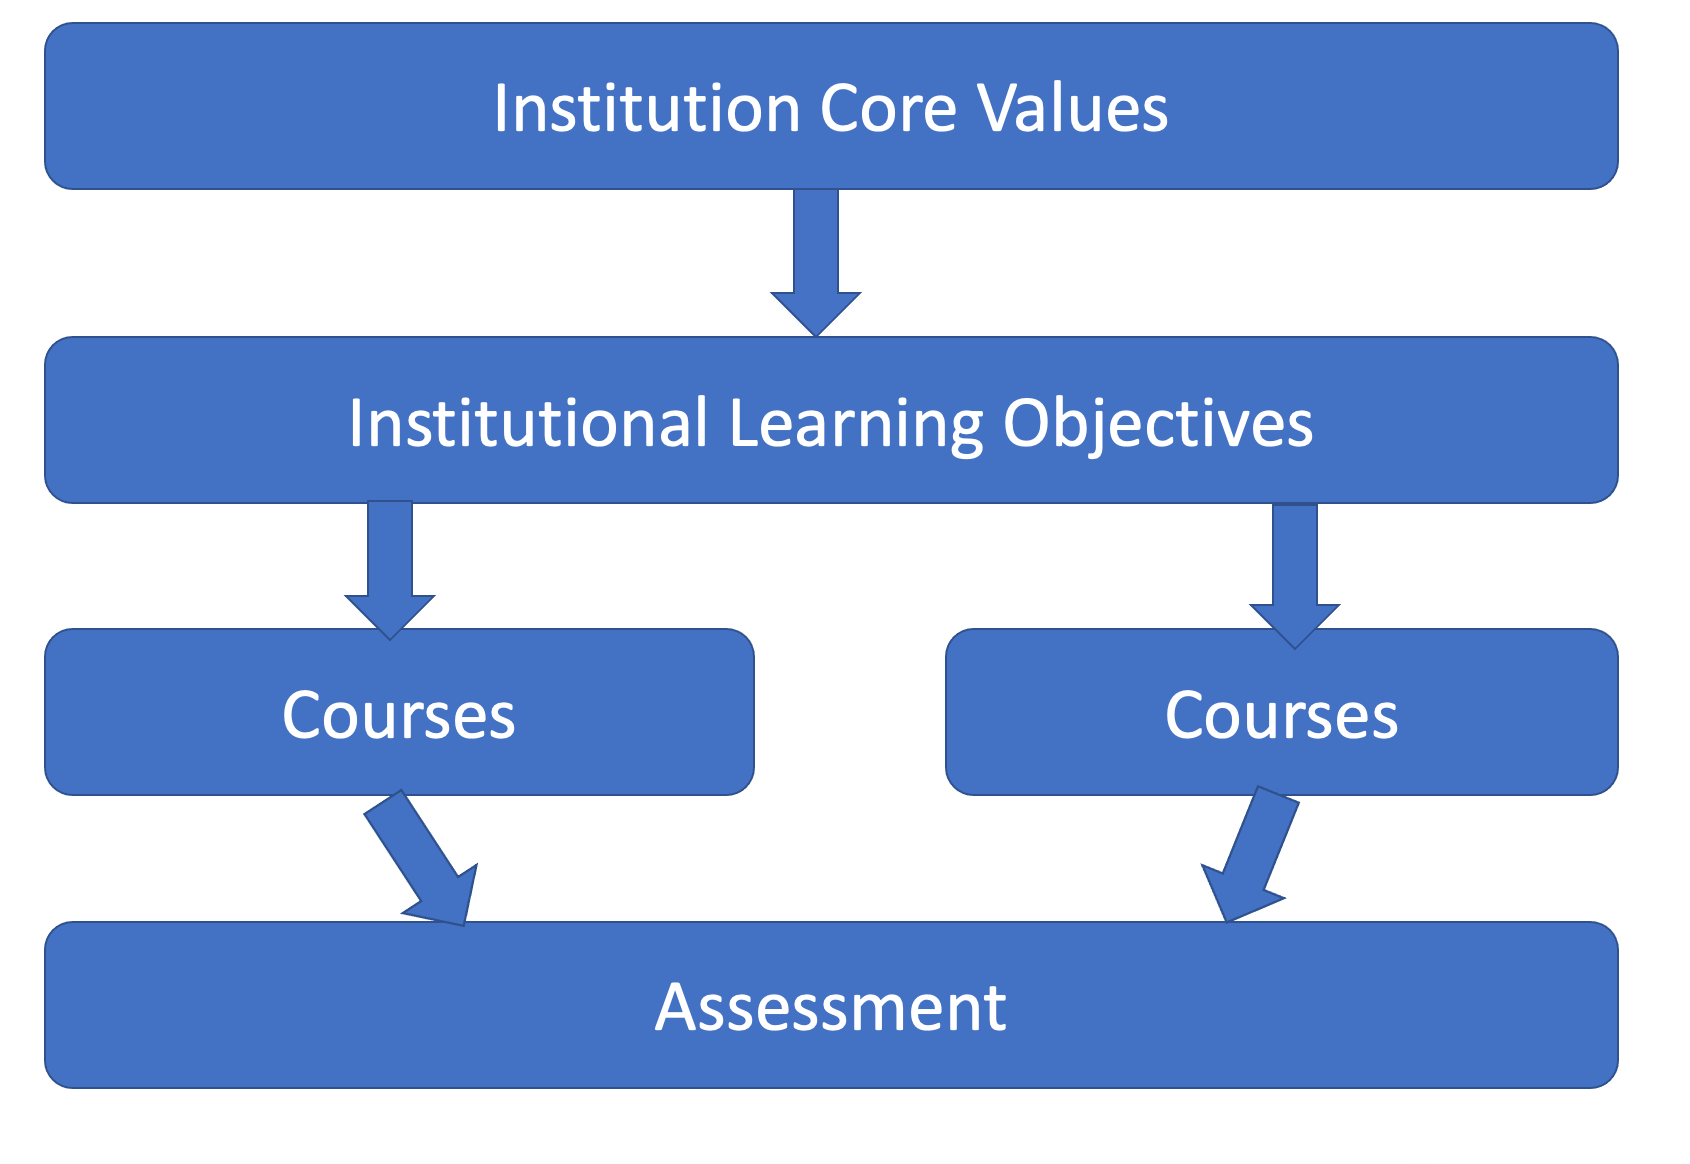 Institution Core Values
Institutional Learning Objectives
Courses
Courses
Assessment